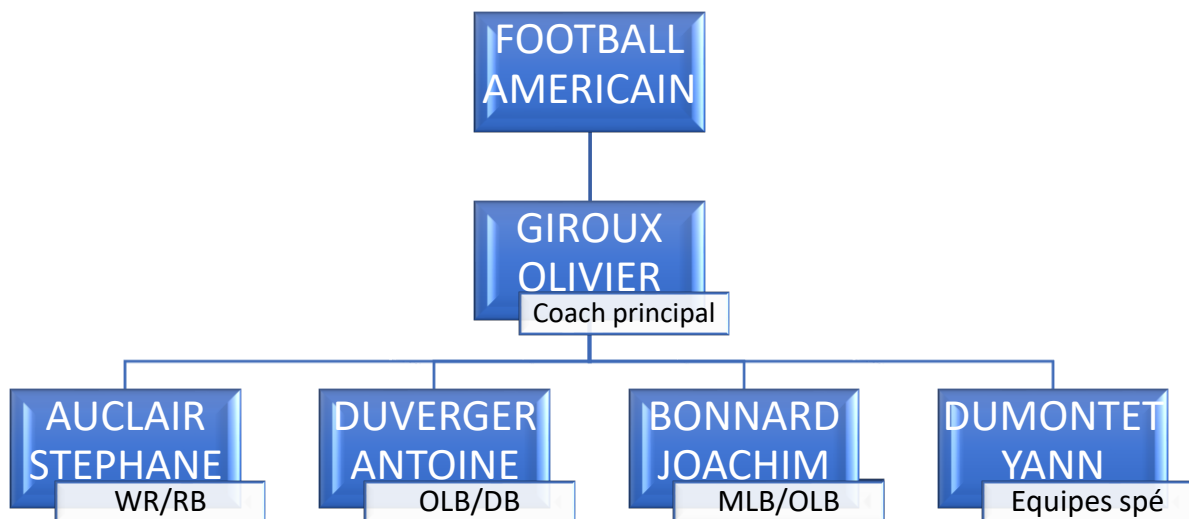 FOOTBALL
AMERICAIN
GIROUX
OLIVIER
Coach principal
AUCLAIR
STEPHANE
WR/RB
DUVERGER
ANTOINE
OLB/DB
BONNARD
JOACHIM
MLB/OLB
DUMONTET
YANN
Equipes spé